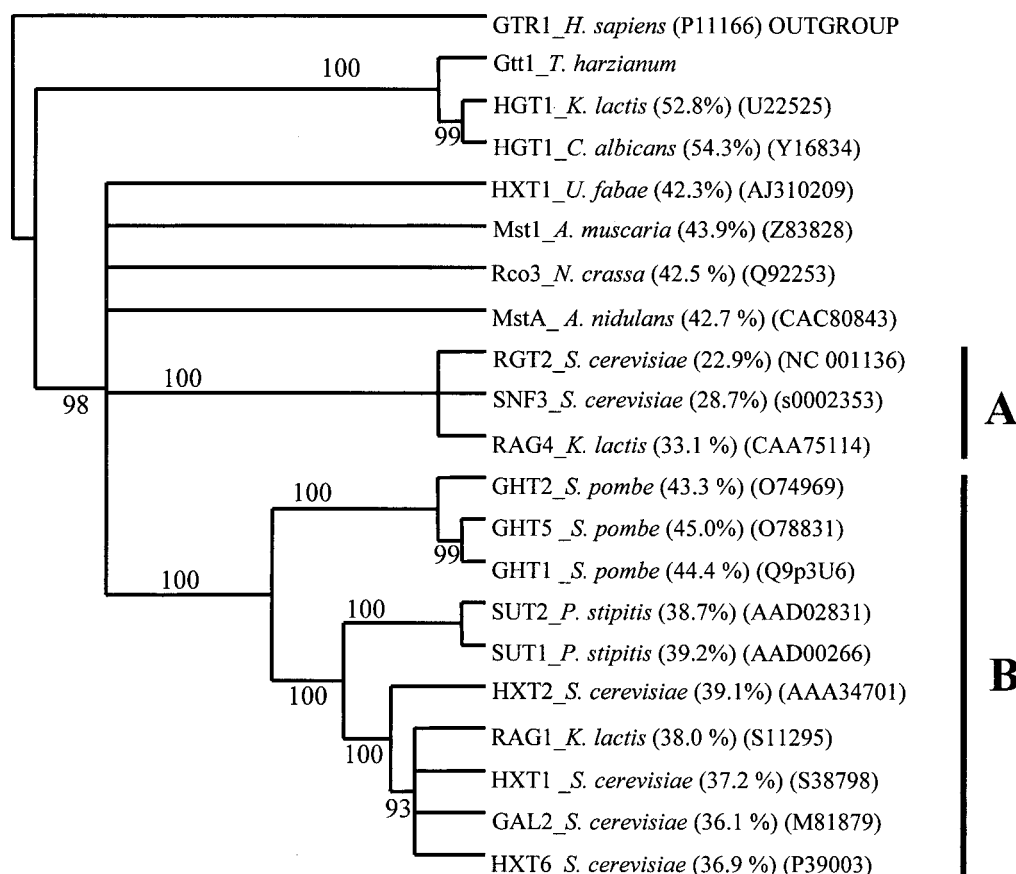 GTR1_H. sapiens (P11166) OUTGROUP
Gtt1_T. harzianum
100
HGT1_K. lactis (52.8%) (U22525)
99
HGT1_C. albicans (54.3%) (Y16834)
HXT1_U. fabae (42.3%) (AJ310209)
Mst1_A. muscaria (43.9%) (Z83828)
Rco3_N. crassa (42.5 %) (Q92253)
MstA_ A. nidulans (42.7 %) (CAC80843)
RGT2_S. cerevisiae (22.9%) (NC 001136)
100
98
SNF3_S. cerevisiae (28.7%) (s0002353)
A
RAG4_K. lactis (33.1 %) (CAA75114)
GHT2_S. pombe (43.3 %) (O74969)
100
GHT5 _S. pombe (45.0%) (O78831)
99
GHT1 _S. pombe (44.4 %) (Q9p3U6)
100
SUT2_P. stipitis (38.7%) (AAD02831)
100
SUT1_P. stipitis (39.2%) (AAD00266)
B
100
HXT2_S. cerevisiae (39.1%) (AAA34701)
RAG1_K. lactis (38.0 %) (S11295)
100
HXT1 _S. cerevisiae (37.2 %) (S38798)
93
GAL2_S. cerevisiae (36.1 %) (M81879)
HXT6_S. cerevisiae (36.9 %) (P39003)